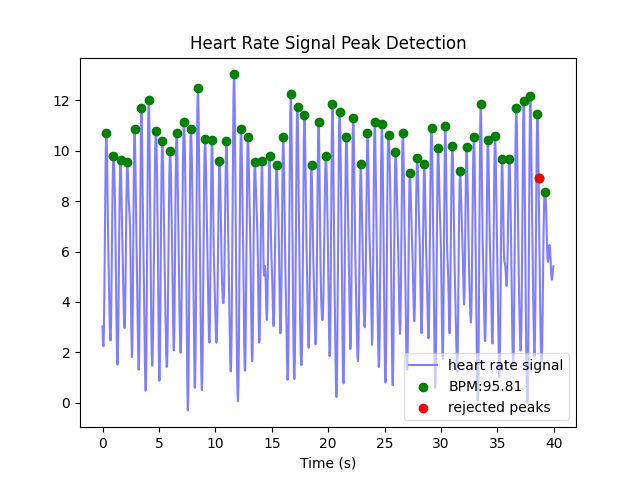 Heart Rate Signal Peak Detection
12
10
8
6
4
2
0
heart rate signal
BPM:95.81
rejected peaks
0 5 10 15 20 25 30 35 40
Time (s)